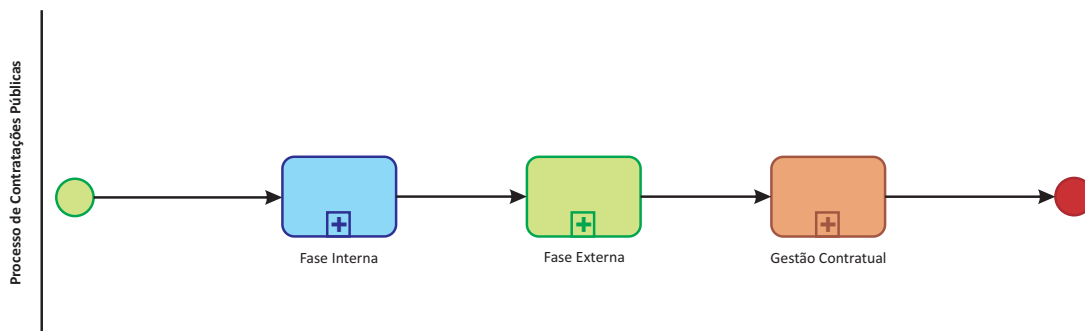 Processo de Contratações Públicas
Fase Interna
Fase Externa
Gestão Contratual